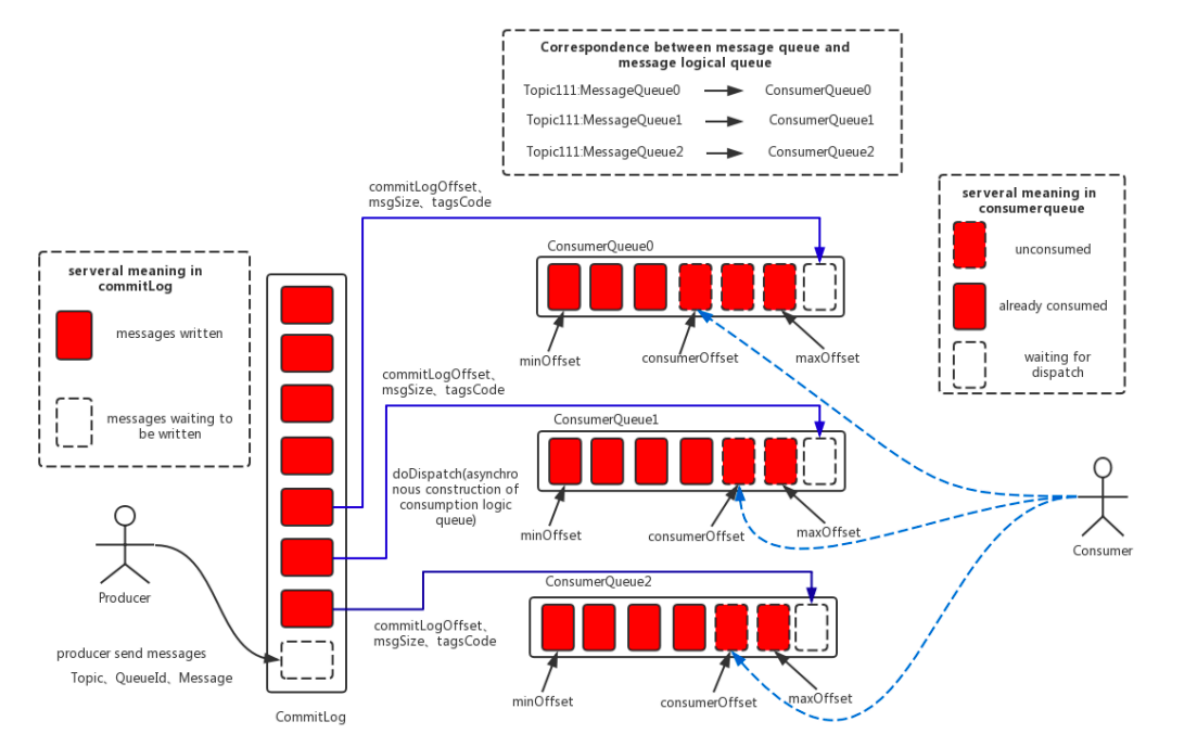 Correspondence between message queue and
message logical queue
Topic111:MessageQueue0
ConsumerQueue0
Topic111:MessageQueue1
ConsumerQueue1
Topic111:MessageQueue2
ConsumerQueue2
commitLogOffset、
msgSize、tagsCode
serveral meaning in
consumerqueue
unconsumed
already consumed
waiting for
dispatch
serveral meaning in
commitLog
messages written
messages waiting to
be written
ConsumerQueue0
minOffset
consumerOffset
maxOffset
commitLogOffset、
msgSize、tagsCode
ConsumerQueue1
doDispatch(asynchro
nous construction of
consumption logic
queue)
minOffset
consumerOffset
maxOffset
Consumer
ConsumerQueue2
Producer
commitLogOffset、
msgSize、tagsCode
producer send messages
Topic、QueueId、Message
minOffset
consumerOffset
maxOffset
CommitLog